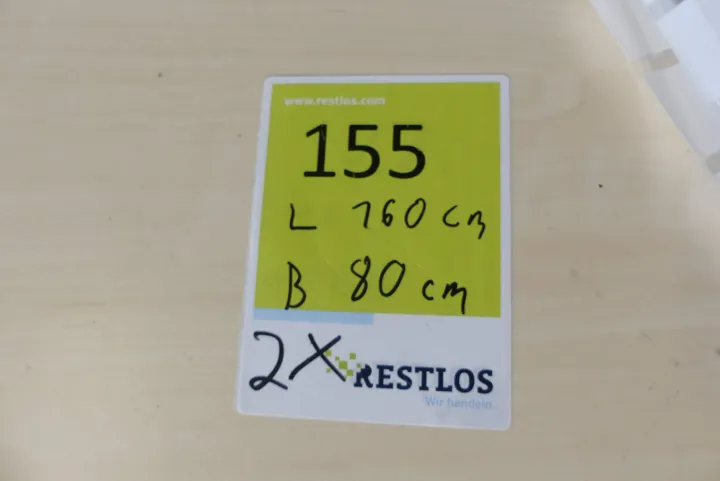 www.restlos.com
155
L 160 cm
B 80 cm
2X
RESTLOS
Wir handeln.